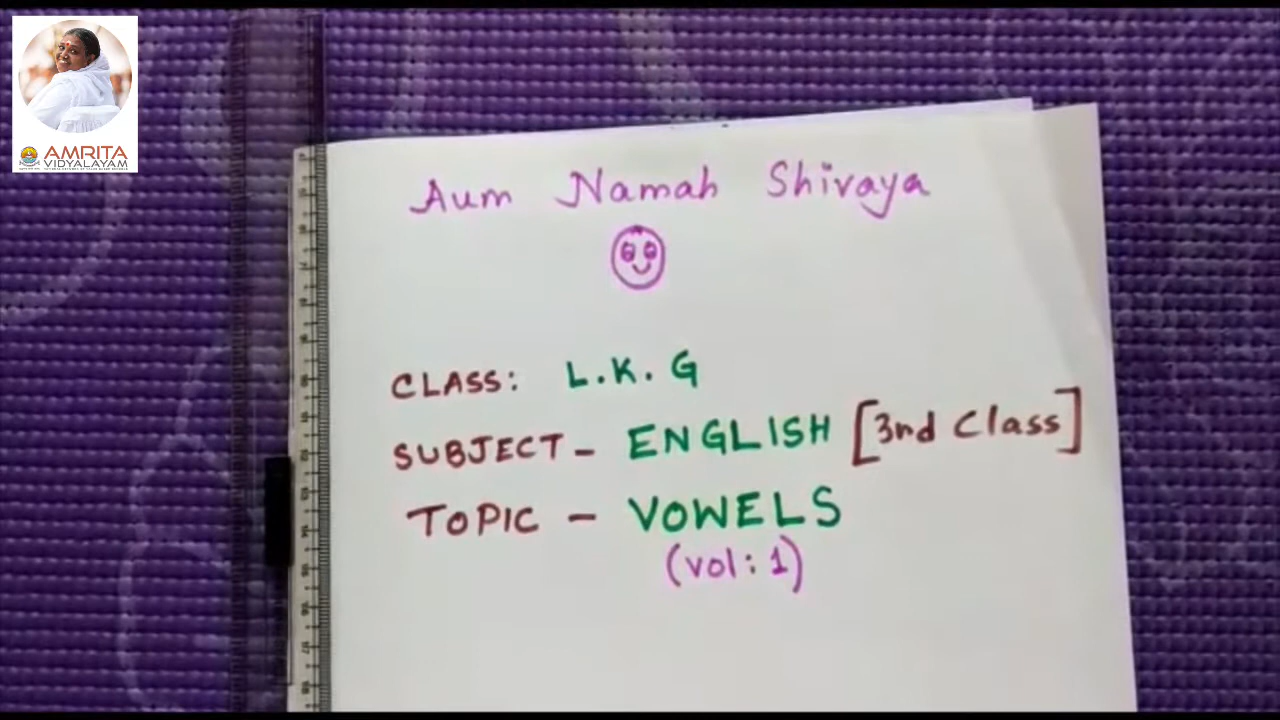 AMRITA
VIDYALAYAM
Aum Namah Shivaya
CLASS: L.K.G
SUBJECT - ENGLISH [3nd Class]
TOPIC - VOWELS
(vol: 1)